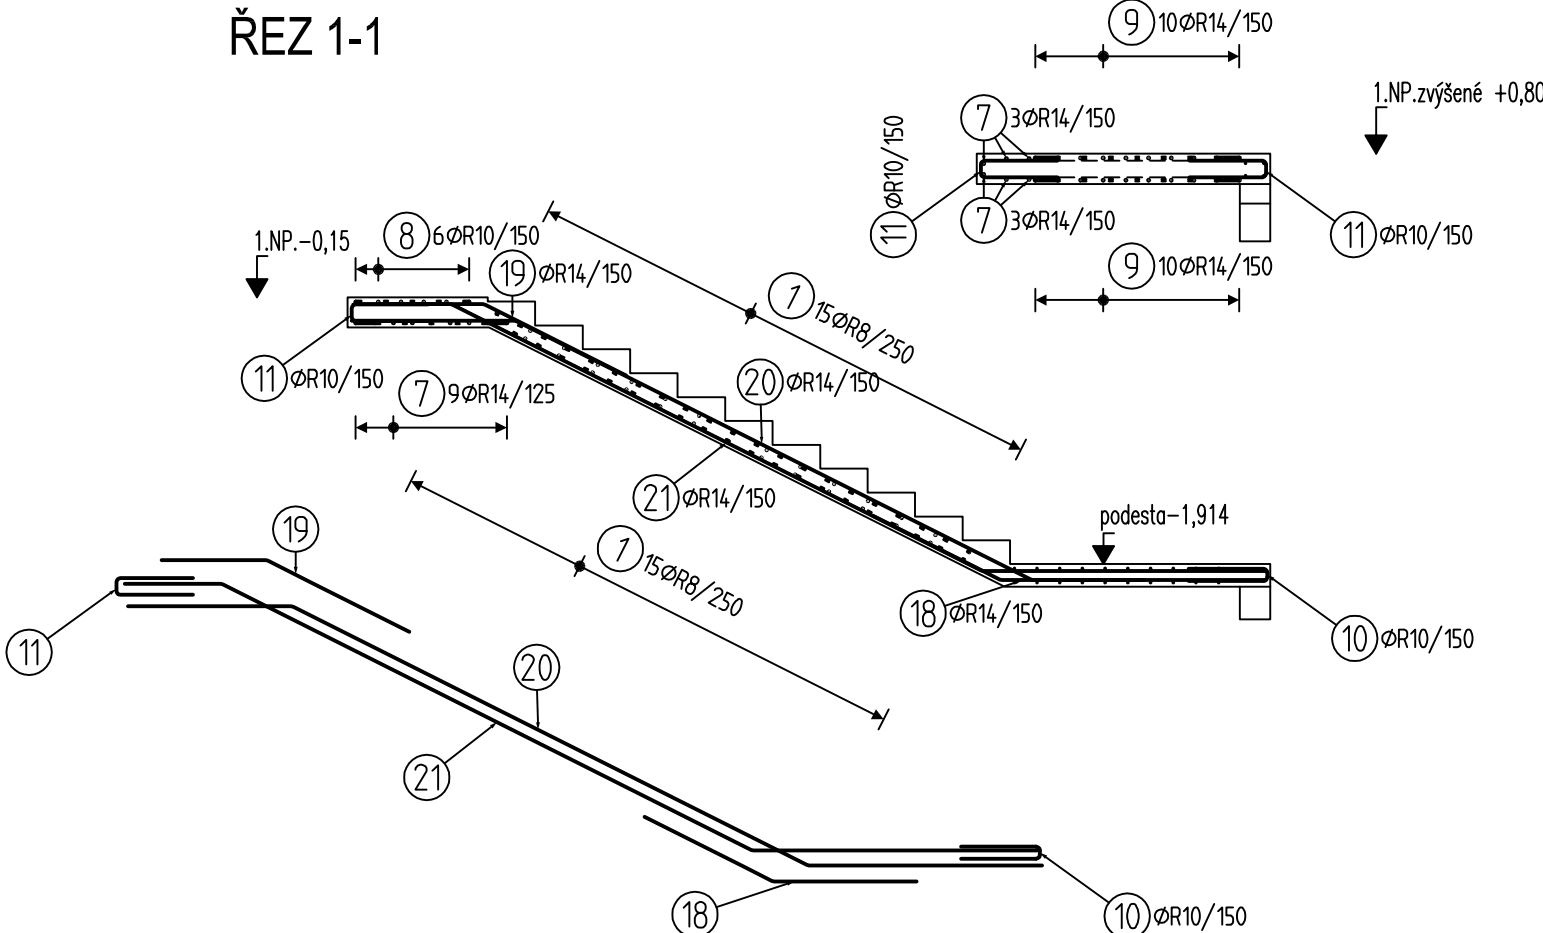 ŘEZ 1-1
9 10ØR14/150
1.NP.zvýšené +0,80
7 3ØR14/150
11 ØR10/150
7 3ØR14/150
11 ØR10/150
9 10ØR14/150
1.NP.-0,15
8 6ØR10/150
19 ØR14/150
1 15ØR8/250
11 ØR10/150
7 9ØR14/125
20 ØR14/150
21 ØR14/150
podesta-1,914
1 15ØR8/250
18 ØR14/150
10 ØR10/150
19
11
20
21
18
10 ØR10/150